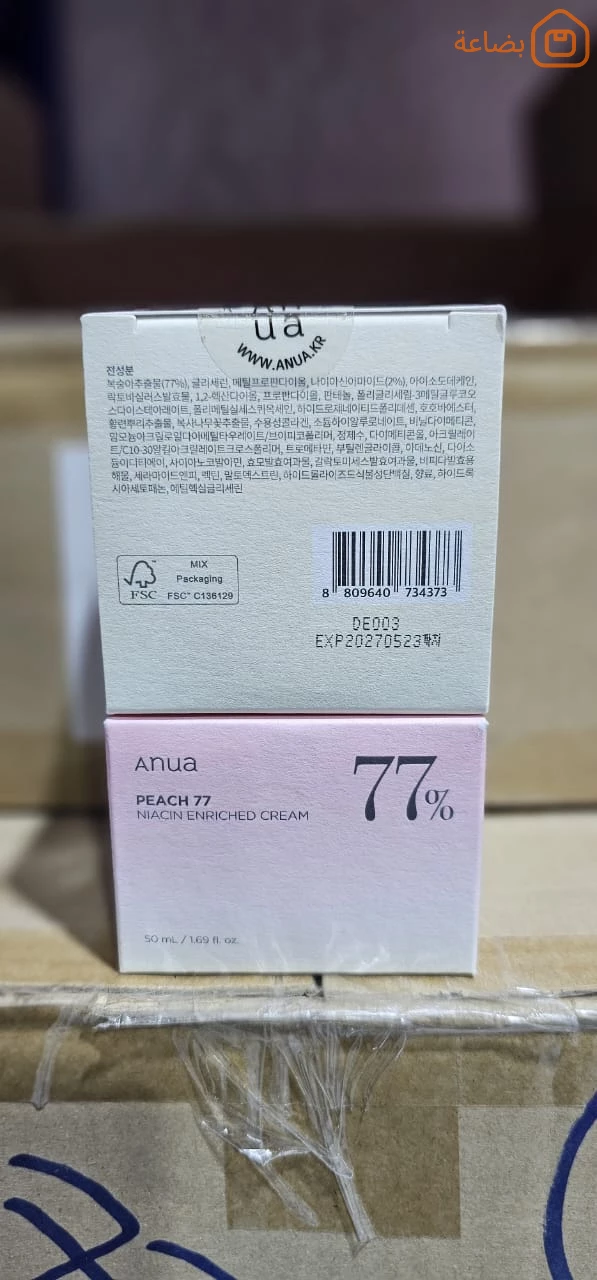 بضاعة
ua
WWW.ANUA.KR
전성분
복숭아추출물(77%), 글리세린, 메틸프로판다이올, 나이아신아마이드(2%), 아이소도데케인,
락토바실러스발효물, 1,2-헥산다이올, 프로판다이올, 판테놀, 폴리글리세릴-3메틸글루코오
스다이스테아레이트, 폴리메틸실세스퀴옥세인, 하이드로제네이티드폴리데센, 호호바에스터,
황련뿌리추출물, 복사나무꽃추출물, 수용성콜라겐, 소듐하이알루로네이트, 비닐다이메티콘,
암모늄아크릴로일다이메틸타우레이트/브이피코폴리머, 정제수, 다이메티콘올, 아크릴레이
트/C10-30알킬아크릴레이트크로스폴리머, 트로메타민, 부틸렌글라이콜, 아데노신, 다이소
듐이디티에이, 사이아노코발아민, 효모발효여과물, 갈락토미세스발효여과물, 비피다발효용
해물, 세라마이드엔피, 펙틴, 말토덱스트린, 하이드롤라이즈드식물성단백질, 향료, 하이드록
시아세토페논, 에틸헥실글리세린
MIX
Packaging
FSC
FSC™ C136129
8 809640 734373
DE003
EXP20270523까지
Anua
77%
PEACH 77
NIACIN ENRICHED CREAM
50 mL / 1.69 fl. oz.